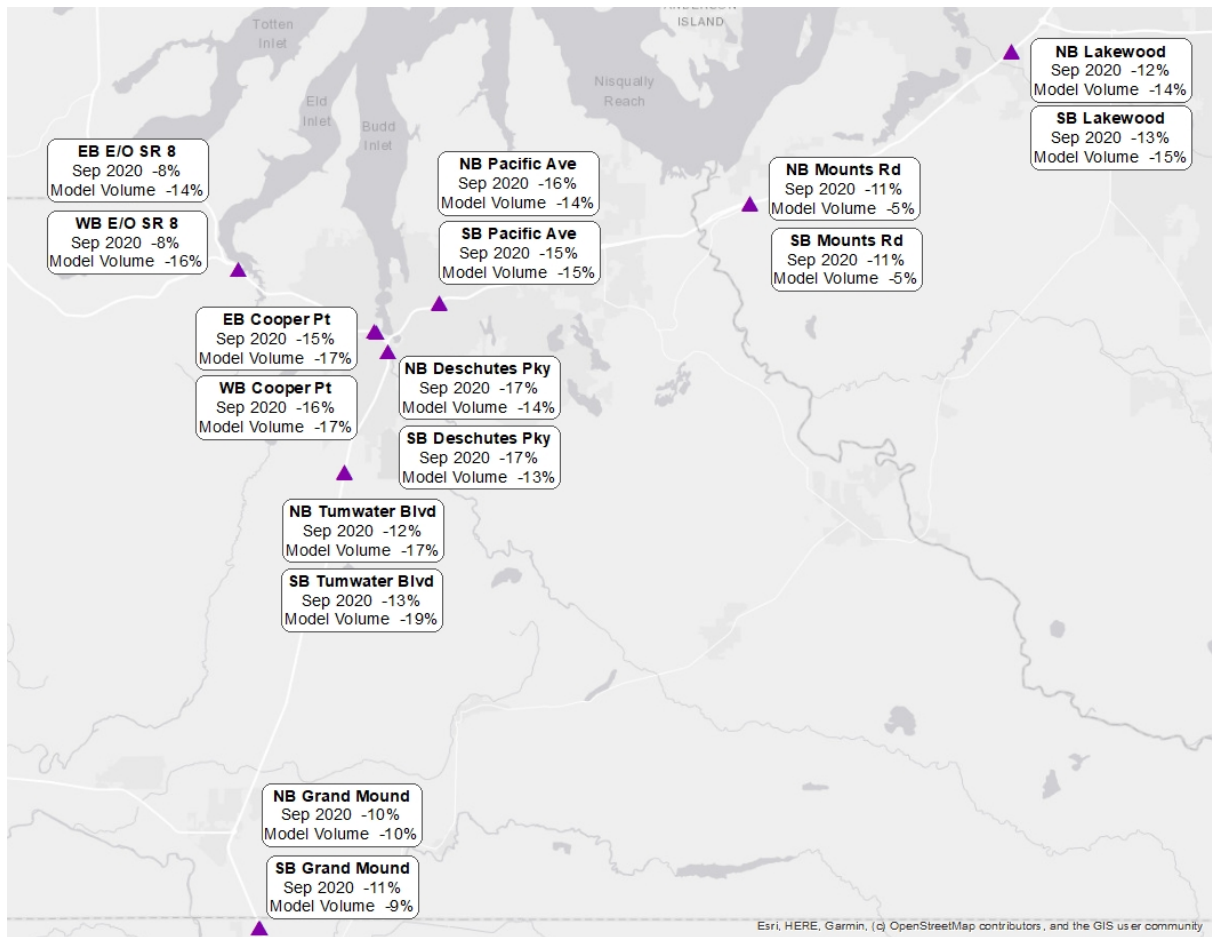 Totten
Inlet
Eld
Inlet
Budd
Inlet
Nisqually
Reach
ISLAND
NB Lakewood
Sep 2020 -12%
Model Volume -14%
SB Lakewood
Sep 2020 -13%
Model Volume -15%
EB E/O SR 8
Sep 2020 -8%
Model Volume -14%
WB E/O SR 8
Sep 2020 -8%
Model Volume -16%
NB Pacific Ave
Sep 2020 -16%
Model Volume -14%
SB Pacific Ave
Sep 2020 -15%
Model Volume -15%
NB Mounts Rd
Sep 2020 -11%
Model Volume -5%
SB Mounts Rd
Sep 2020 -11%
Model Volume -5%
EB Cooper Pt
Sep 2020 -15%
Model Volume -17%
WB Cooper Pt
Sep 2020 -16%
Model Volume -17%
NB Deschutes Pky
Sep 2020 -17%
Model Volume -14%
SB Deschutes Pky
Sep 2020 -17%
Model Volume -13%
NB Tumwater Blvd
Sep 2020 -12%
Model Volume -17%
SB Tumwater Blvd
Sep 2020 -13%
Model Volume -19%
NB Grand Mound
Sep 2020 -10%
Model Volume -10%
SB Grand Mound
Sep 2020 -11%
Model Volume -9%
Esri, HERE, Garmin, (c) OpenStreetMap contributors, and the GIS user community